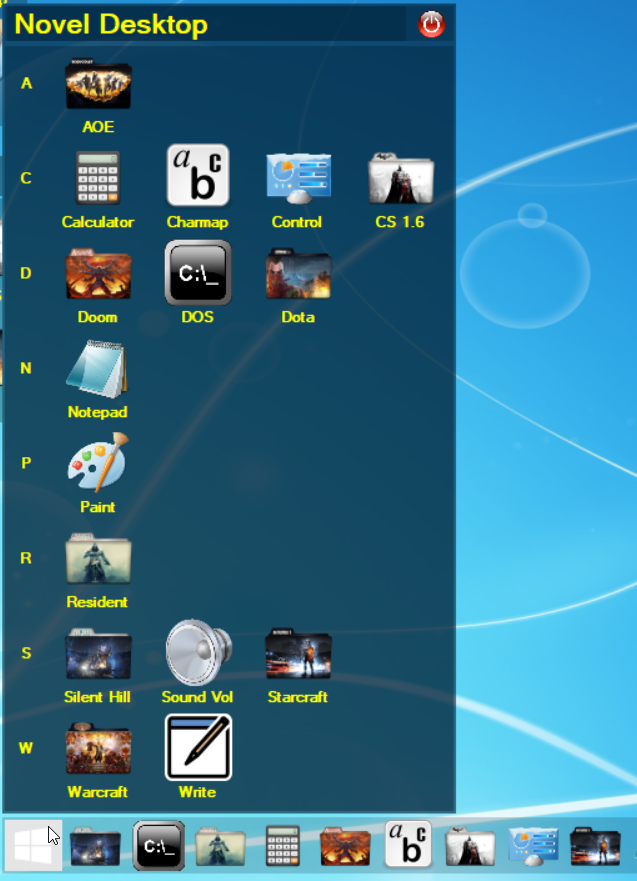 Novel Desktop
A
AOE
C
a b c
Calculator Charmap Control CS 1.6
D
C:\_
Doom DOS Dota
N
Notepad
P
Paint
R
Resident
S
Silent Hill Sound Vol Starcraft
W
Warcraft Write
C:\_ a b c